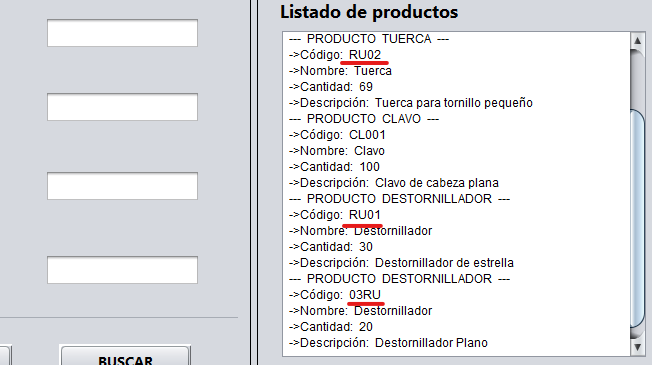 Listado de productos
--- PRODUCTO TUERCA ---
->Código: RU02
->Nombre: Tuerca
->Cantidad: 69
->Descripción: Tuerca para tornillo pequeño
--- PRODUCTO CLAVO ---
->Código: CL001
->Nombre: Clavo
->Cantidad: 100
->Descripción: Clavo de cabeza plana
--- PRODUCTO DESTORNILLADOR ---
->Código: RU01
->Nombre: Destornillador
->Cantidad: 30
->Descripción: Destornillador de estrella
--- PRODUCTO DESTORNILLADOR ---
->Código: 03RU
->Nombre: Destornillador
->Cantidad: 20
->Descripción: Destornillador Plano
BUSCAR